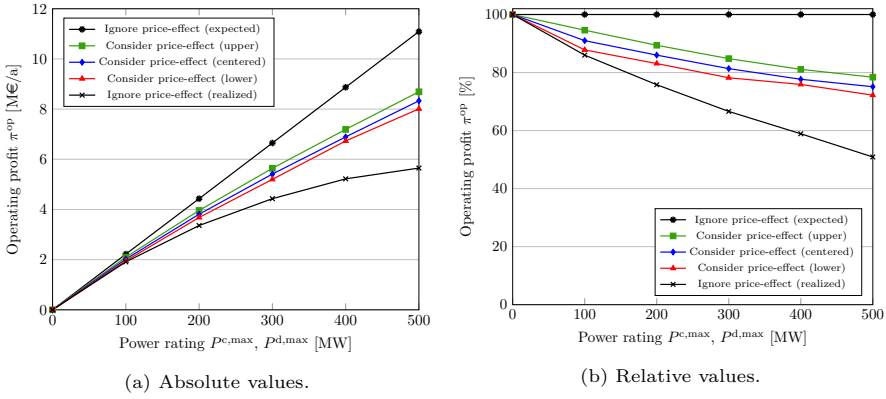 12
10
8
6
4
2
0
0
100
200
300
400
500
Operating profit π^op [M€/a]
Power rating P^c,max, P^d,max [MW]
Ignore price-effect (expected)
Consider price-effect (upper)
Consider price-effect (centered)
Consider price-effect (lower)
Ignore price-effect (realized)
(a) Absolute values.
100 %
80 %
60 %
40 %
20 %
0 %
0
100
200
300
400
500
Operating profit π^op [%]
Power rating P^c,max, P^d,max [MW]
Ignore price-effect (expected)
Consider price-effect (upper)
Consider price-effect (centered)
Consider price-effect (lower)
Ignore price-effect (realized)
(b) Relative values.